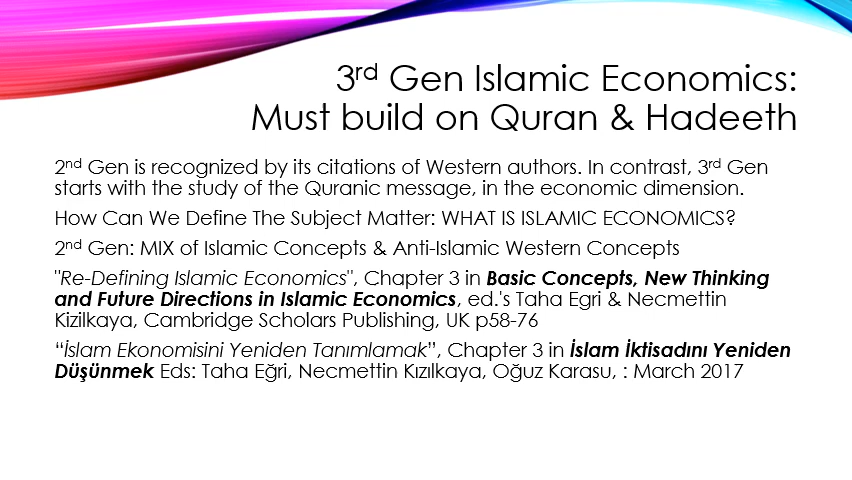 3rd Gen Islamic Economics:
Must build on Quran & Hadeeth
2nd Gen is recognized by its citations of Western authors. In contrast, 3rd Gen
starts with the study of the Quranic message, in the economic dimension.
How Can We Define The Subject Matter: WHAT IS ISLAMIC ECONOMICS?
2nd Gen: MIX of Islamic Concepts & Anti-Islamic Western Concepts
"Re-Defining Islamic Economics", Chapter 3 in Basic Concepts, New Thinking
and Future Directions in Islamic Economics, ed.'s Taha Egri & Necmettin
Kizilkaya, Cambridge Scholars Publishing, UK p58-76
“İslam Ekonomisini Yeniden Tanımlamak”, Chapter 3 in İslam İktisadını Yeniden
Düşünmek Eds: Taha Eğri, Necmettin Kızılkaya, Oğuz Karasu, : March 2017